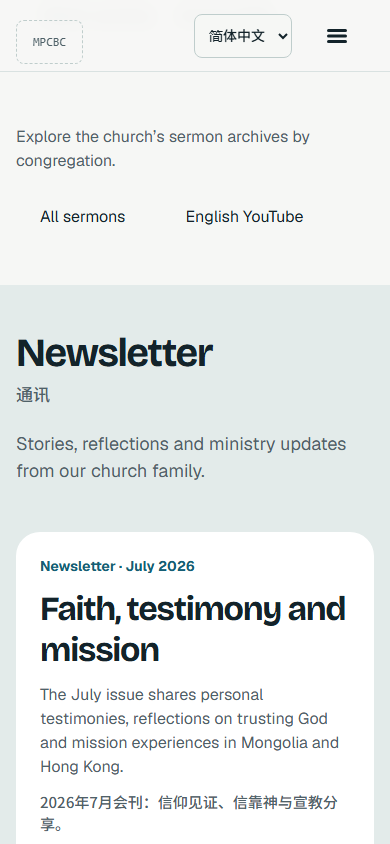 MPCBC
简体中文
Explore the church’s sermon archives by
congregation.
All sermons
English YouTube
Newsletter
通讯
Stories, reflections and ministry updates
from our church family.
Newsletter · July 2026
Faith, testimony and
mission
The July issue shares personal
testimonies, reflections on trusting God
and mission experiences in Mongolia and
Hong Kong.
2026年7月会刊：信仰见证、信靠神与宣教分
享。